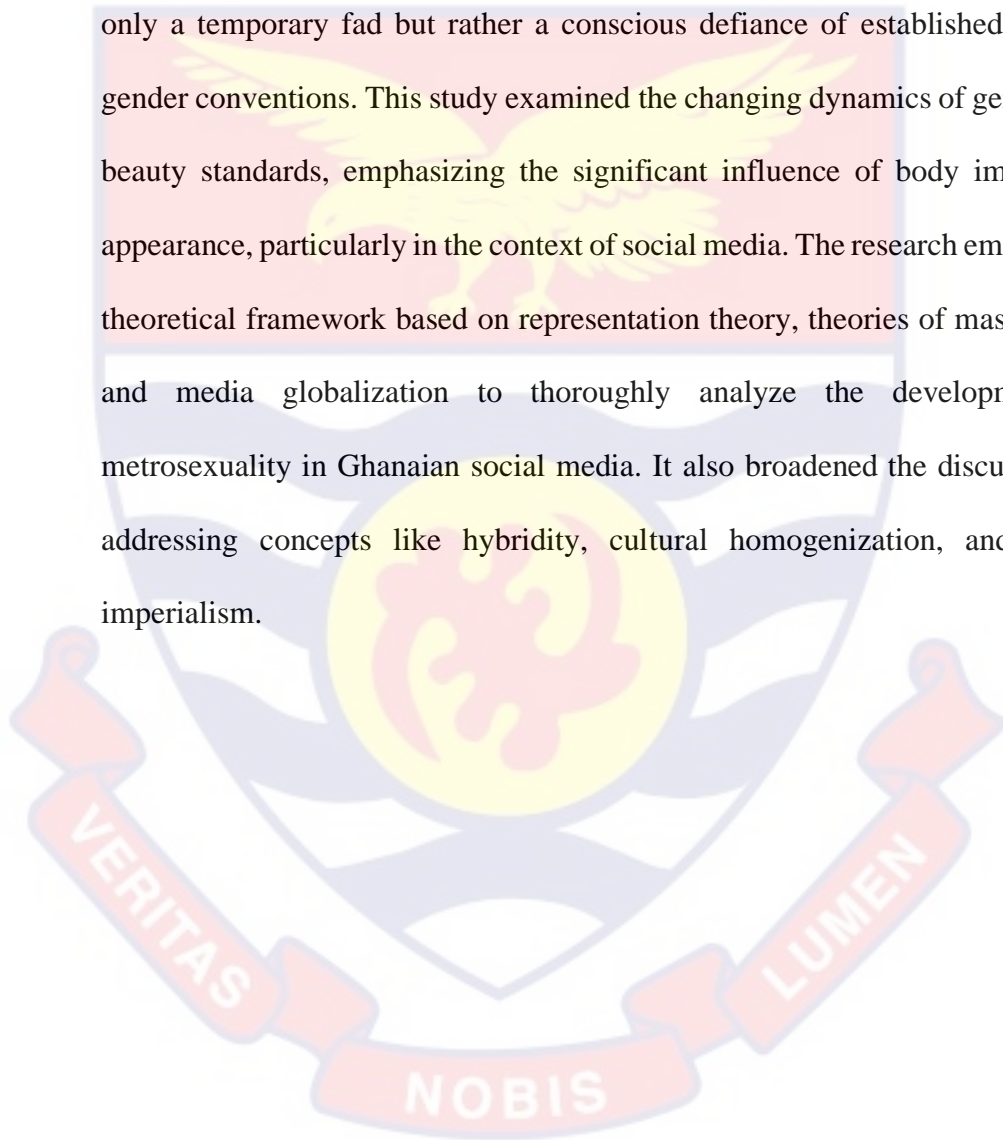 only a temporary fad but rather a conscious defiance of established
gender conventions. This study examined the changing dynamics of ge
beauty standards, emphasizing the significant influence of body im
appearance, particularly in the context of social media. The research em
theoretical framework based on representation theory, theories of mas
and media globalization to thoroughly analyze the developr
metrosexuality in Ghanaian social media. It also broadened the discu
addressing concepts like hybridity, cultural homogenization, and
imperialism.
VERITAS
NOBIS
LUMEN